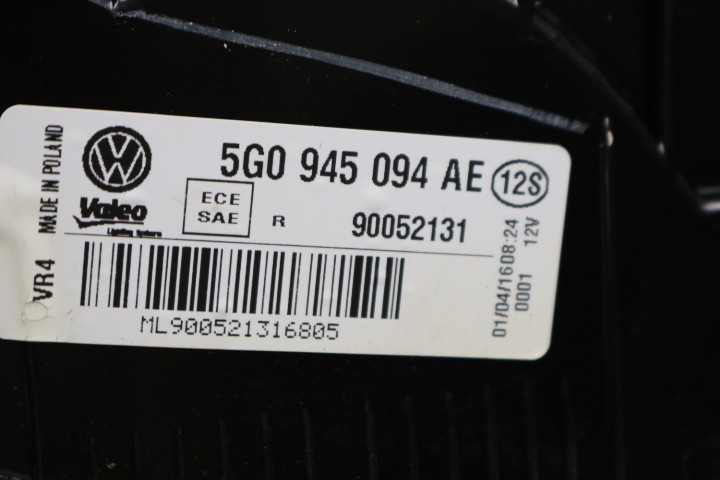 MADE IN POLAND
VR4
VW
Valeo
Lighting Systems
5G0 945 094 AE
12S
ECE
SAE
R
90052131
ML900521316805
01/04/16 08:24
0001 12V